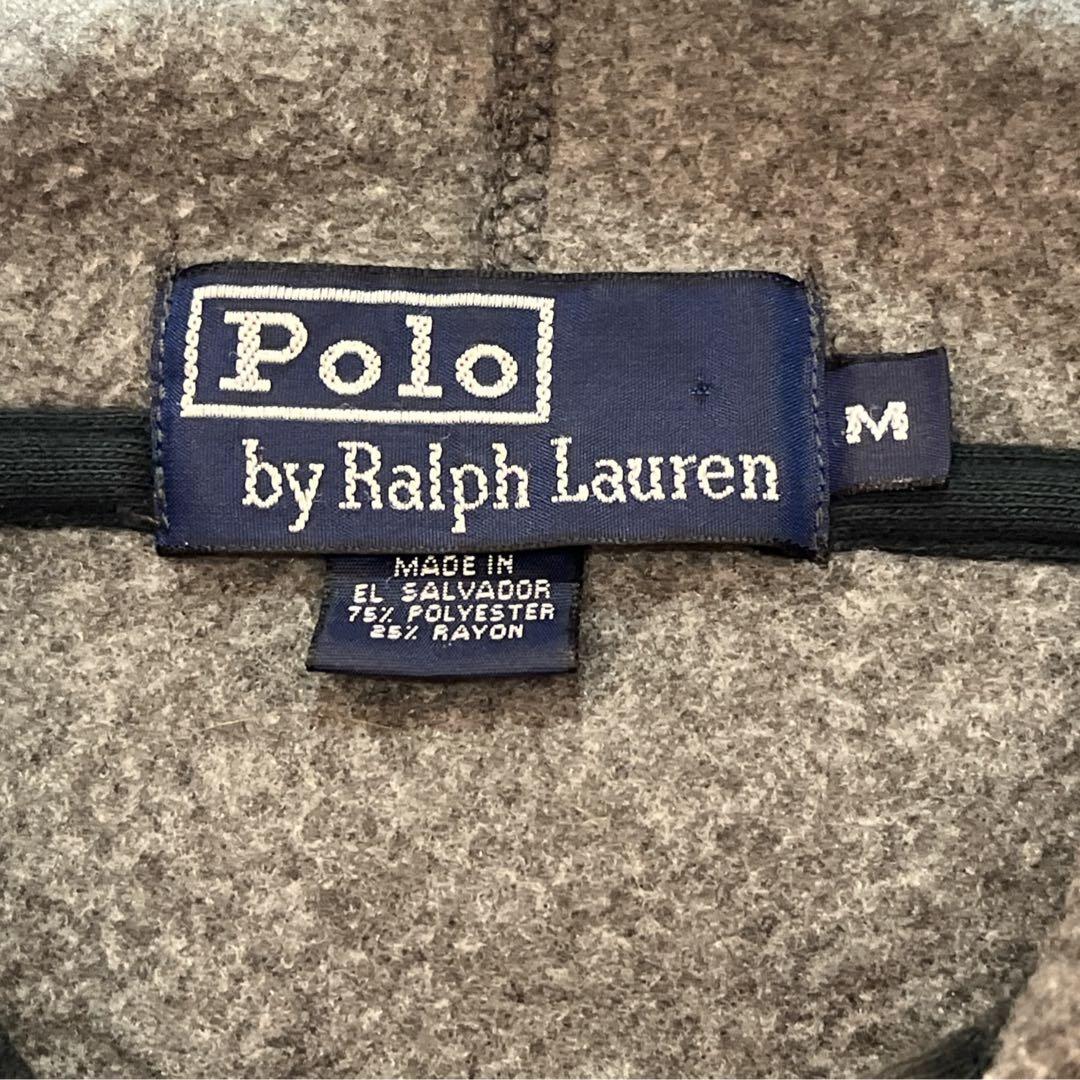 Polo
by Ralph Lauren
M
MADE IN
EL SALVADOR
75% POLYESTER
25% RAYON